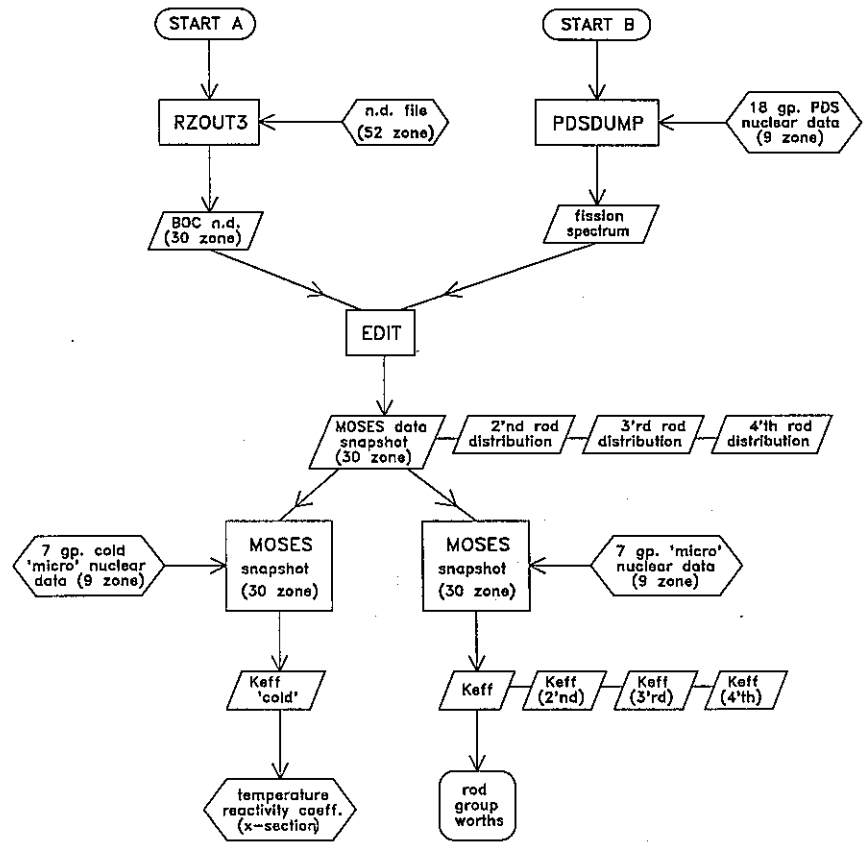 START A
START B
RZOUT3
n.d. file
(52 zone)
PDSDUMP
18 gp. PDS
nuclear data
(9 zone)
BOC n.d.
(30 zone)
fission
spectrum
EDIT
MOSES data
snapshot
(30 zone)
2'nd rod
distribution
3'rd rod
distribution
4'th rod
distribution
7 gp. cold
'micro' nuclear
data (9 zone)
MOSES
snapshot
(30 zone)
MOSES
snapshot
(30 zone)
7 gp. 'micro'
nuclear data
(9 zone)
Keff
'cold'
Keff
Keff
(2'nd)
Keff
(3'rd)
Keff
(4'th)
temperature
reactivity coeff.
(x-section)
rod
group
worths